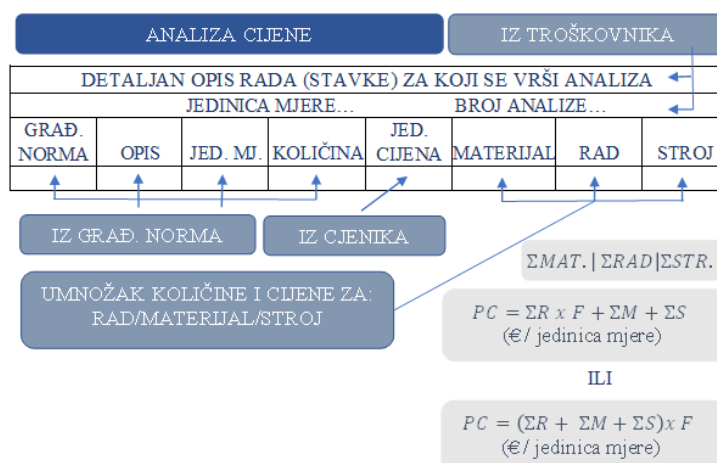 ANALIZA CIJENE
IZ TROŠKOVNIKA
DETALJAN OPIS RADA (STAVKE) ZA KOJI SE VRŠI ANALIZA
JEDINICA MJERE… BROJ ANALIZE…
GRAĐ. NORMA
OPIS
JED. MJ.
KOLIČINA
JED. CIJENA
MATERIJAL
RAD
STROJ
IZ GRAĐ. NORMA
IZ CJENIKA
UMNOŽAK KOLIČINE I CIJENE ZA:
RAD/MATERIJAL/STROJ
ΣMAT. | ΣRAD|ΣSTR.
PC = ΣR x F + ΣM + ΣS
(€/ jedinica mjere)
ILI
PC = (ΣR + ΣM + ΣS)x F
(€/ jedinica mjere)